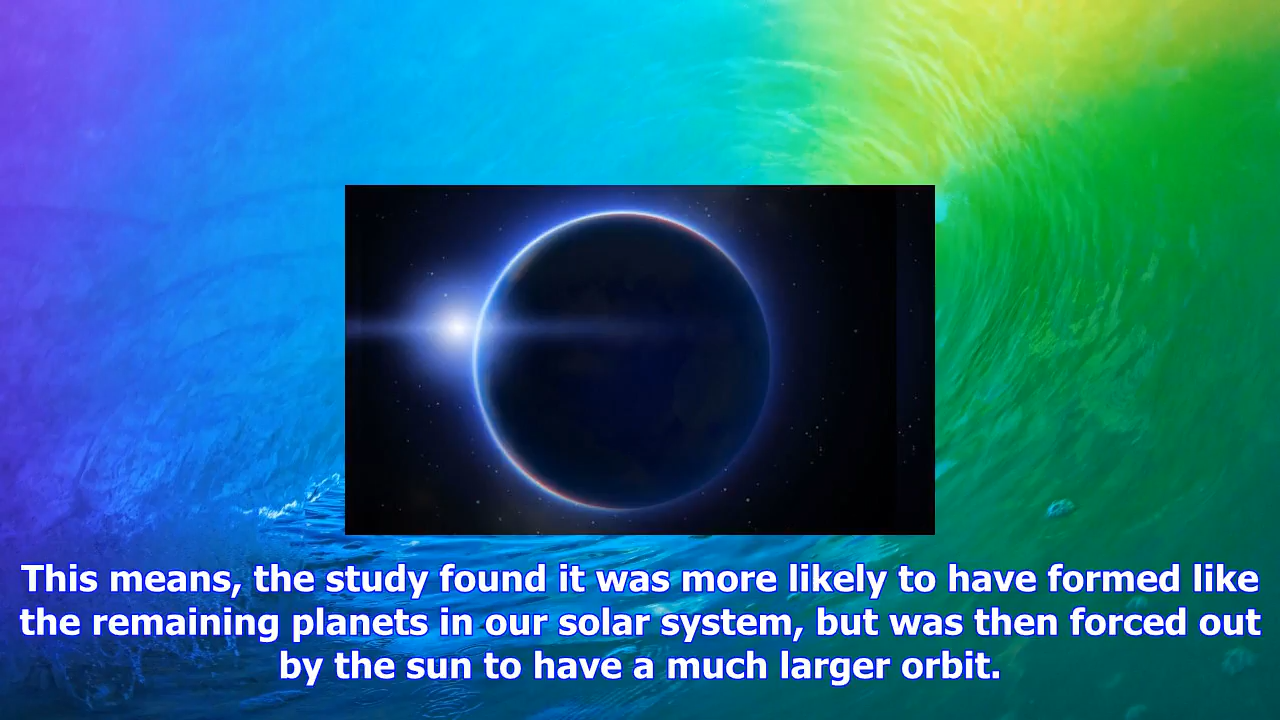 This means, the study found it was more likely to have formed like
the remaining planets in our solar system, but was then forced out
by the sun to have a much larger orbit.